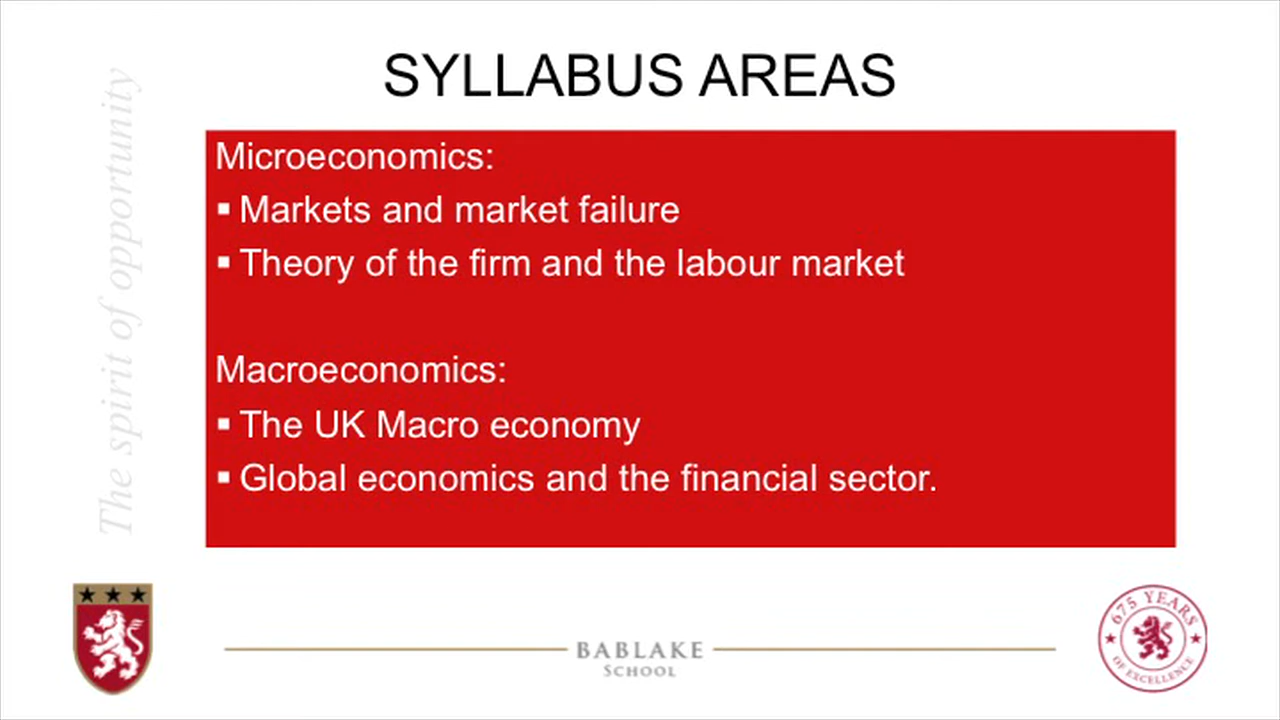 SYLLABUS AREAS
The spirit of opportunity
Microeconomics:
▪ Markets and market failure
▪ Theory of the firm and the labour market
Macroeconomics:
▪ The UK Macro economy
▪ Global economics and the financial sector.
BABLAKE
SCHOOL
675 YEARS
OF EXCELLENCE